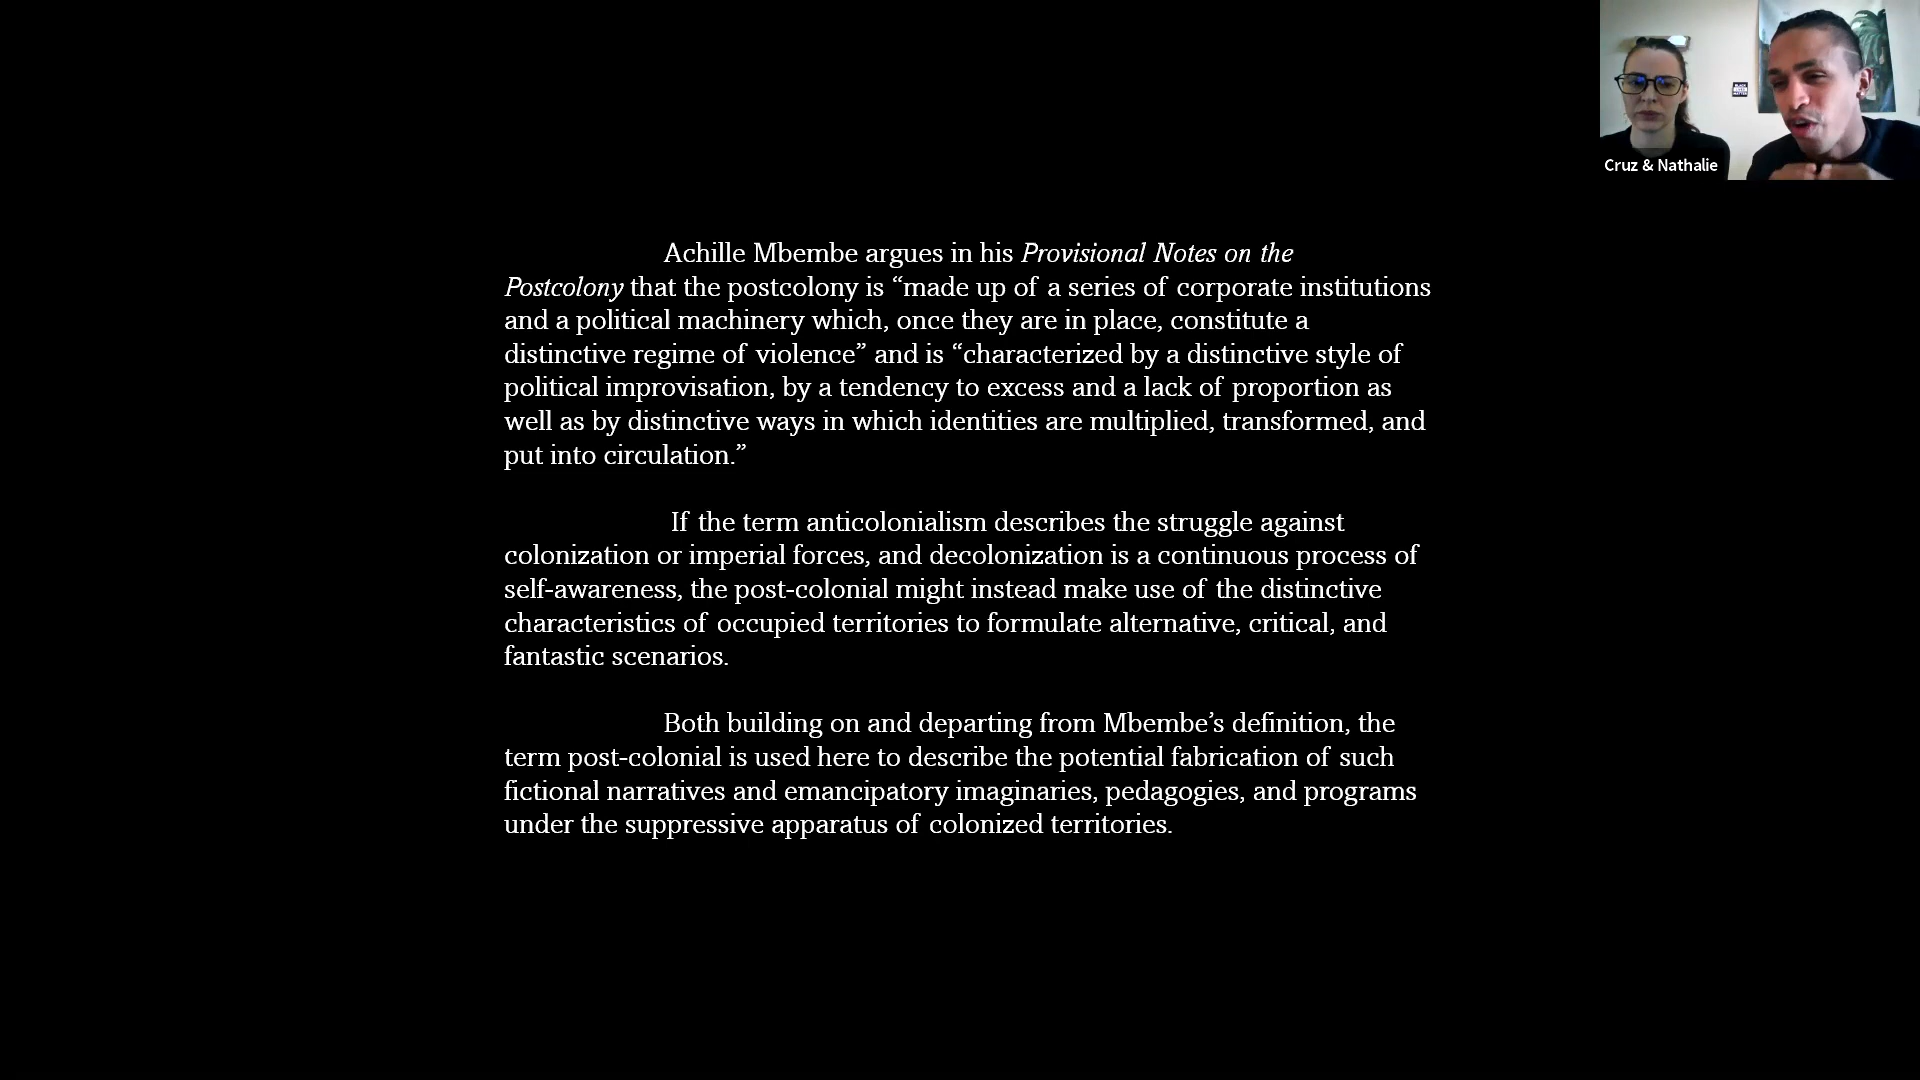 Cruz & Nathalie
Achille Mbembe argues in his Provisional Notes on the
Postcolony that the postcolony is “made up of a series of corporate institutions
and a political machinery which, once they are in place, constitute a
distinctive regime of violence” and is “characterized by a distinctive style of
political improvisation, by a tendency to excess and a lack of proportion as
well as by distinctive ways in which identities are multiplied, transformed, and
put into circulation.”
If the term anticolonialism describes the struggle against
colonization or imperial forces, and decolonization is a continuous process of
self-awareness, the post-colonial might instead make use of the distinctive
characteristics of occupied territories to formulate alternative, critical, and
fantastic scenarios.
Both building on and departing from Mbembe’s definition, the
term post-colonial is used here to describe the potential fabrication of such
fictional narratives and emancipatory imaginaries, pedagogies, and programs
under the suppressive apparatus of colonized territories.